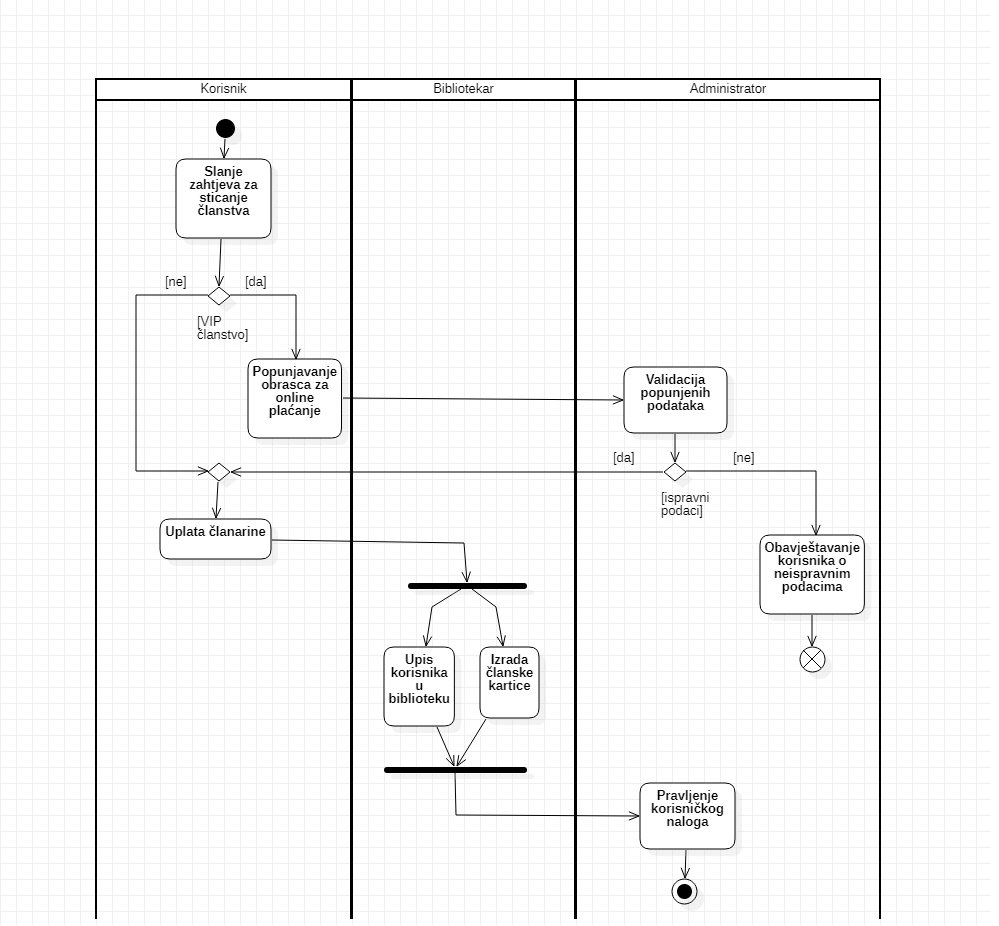 Korisnik
Bibliotekar
Administrator
Slanje
zahtjeva za
sticanje
članstva
[ne]
[da]
[VIP
članstvo]
Popunjavanje
obrasca za
online
plaćanje
Validacija
popunjenih
podataka
[da]
[ne]
[ispravni
podaci]
Uplata članarine
Obavještavanje
korisnika o
neispravnim
podacima
Upis
korisnika
u
biblioteku
Izrada
članske
kartice
Pravljenje
korisničkog
naloga